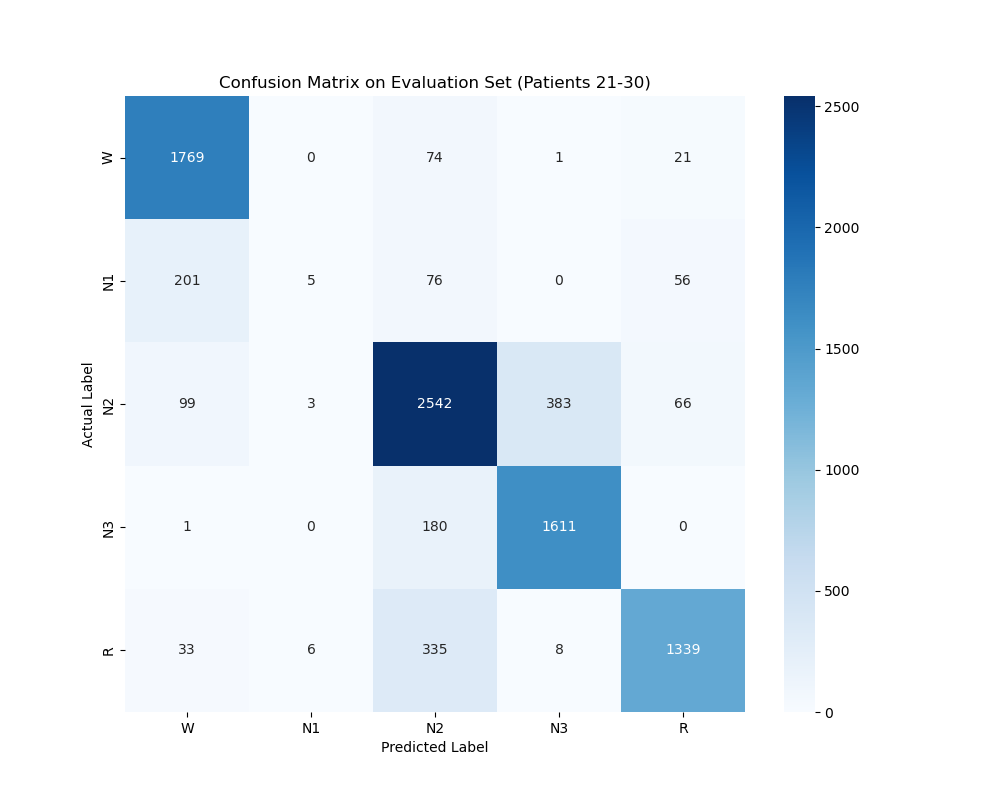 Confusion Matrix on Evaluation Set (Patients 21-30)
W 1769 0 74 1 21
N1 201 5 76 0 56
N2 99 3 2542 383 66
N3 1 0 180 1611 0
R 33 6 335 8 1339
W N1 N2 N3 R
Predicted Label
Actual Label
2500
2000
1500
1000
500
0